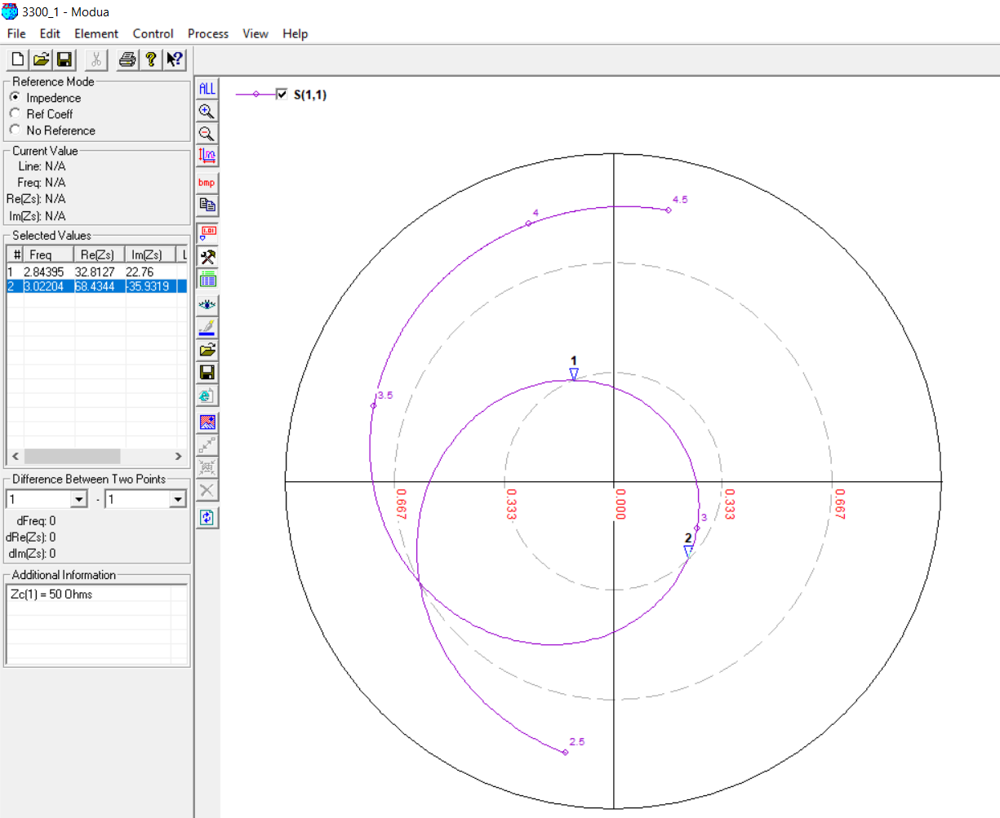 3300_1 - Modua
File Edit Element Control Process View Help
Reference Mode
Impedence
Ref Coeff
No Reference
Current Value
Line: N/A
Freq: N/A
Re(Zs): N/A
Im(Zs): N/A
Selected Values
# Freq Re(Zs) Im(Zs) L
1 2.84395 32.8127 22.76
2 3.02204 68.4344 -35.9319
Difference Between Two Points
1 - 1
dFreq: 0
dRe(Zs): 0
dIm(Zs): 0
Additional Information
Zc(1) = 50 Ohms
ALL
bmp
1.01
S(1,1)
4.5
4
1
3.5
0.667
0.333
0.000
0.333
0.667
3
2
2.5